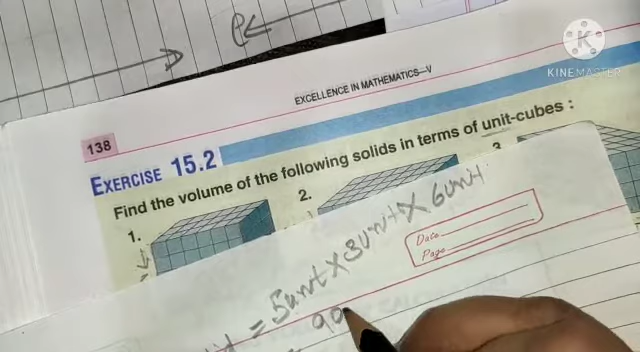 KINEMASTER
EXCELLENCE IN MATHEMATICS—V
138
EXERCISE 15.2
Find the volume of the following solids in terms of unit-cubes :
1.
2.
3.
= 5unit × 3unit × 6unit
= 90
Date
Page